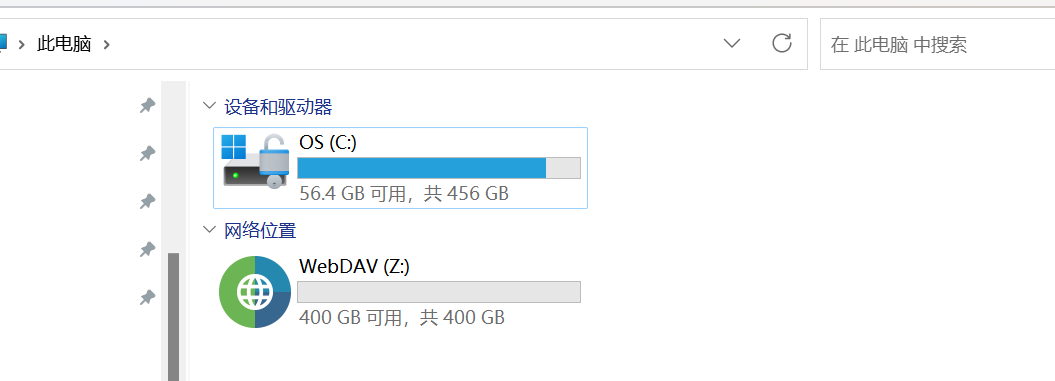 此电脑
在 此电脑 中搜索
设备和驱动器
OS (C:)
56.4 GB 可用，共 456 GB
网络位置
WebDAV (Z:)
400 GB 可用，共 400 GB